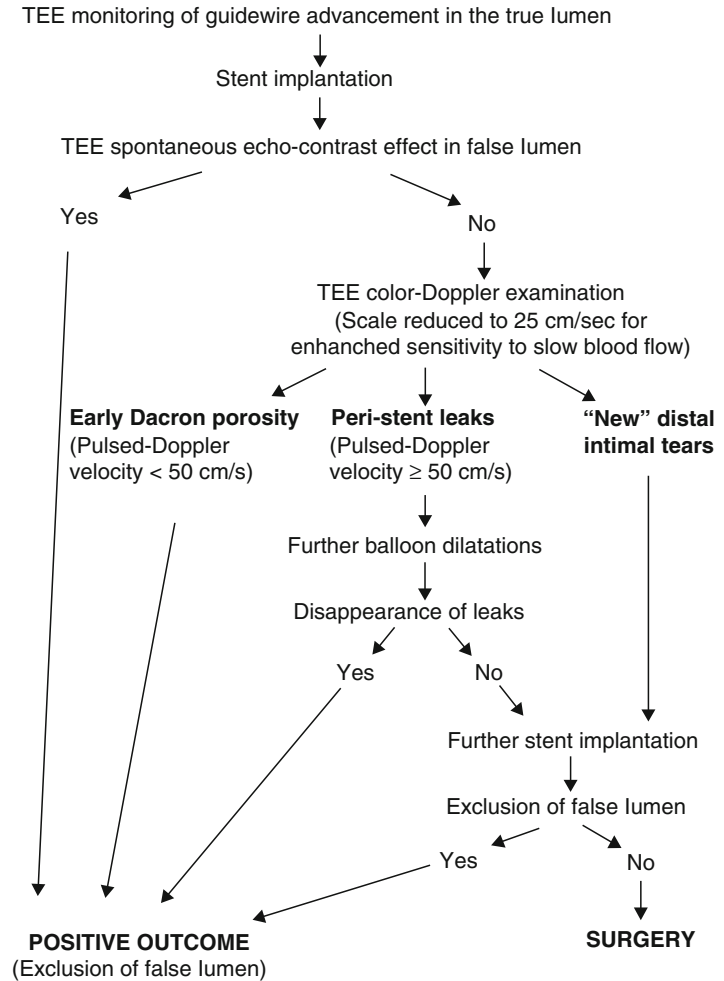 TEE monitoring of guidewire advancement in the true lumen
Stent implantation
TEE spontaneous echo-contrast effect in false lumen
Yes
No
TEE color-Doppler examination
(Scale reduced to 25 cm/sec for
enhanched sensitivity to slow blood flow)
Early Dacron porosity
(Pulsed-Doppler
velocity < 50 cm/s)
Peri-stent leaks
(Pulsed-Doppler
velocity ≥ 50 cm/s)
“New” distal
intimal tears
Further balloon dilatations
Disappearance of leaks
Yes
No
Further stent implantation
Exclusion of false lumen
Yes
No
POSITIVE OUTCOME
(Exclusion of false lumen)
SURGERY